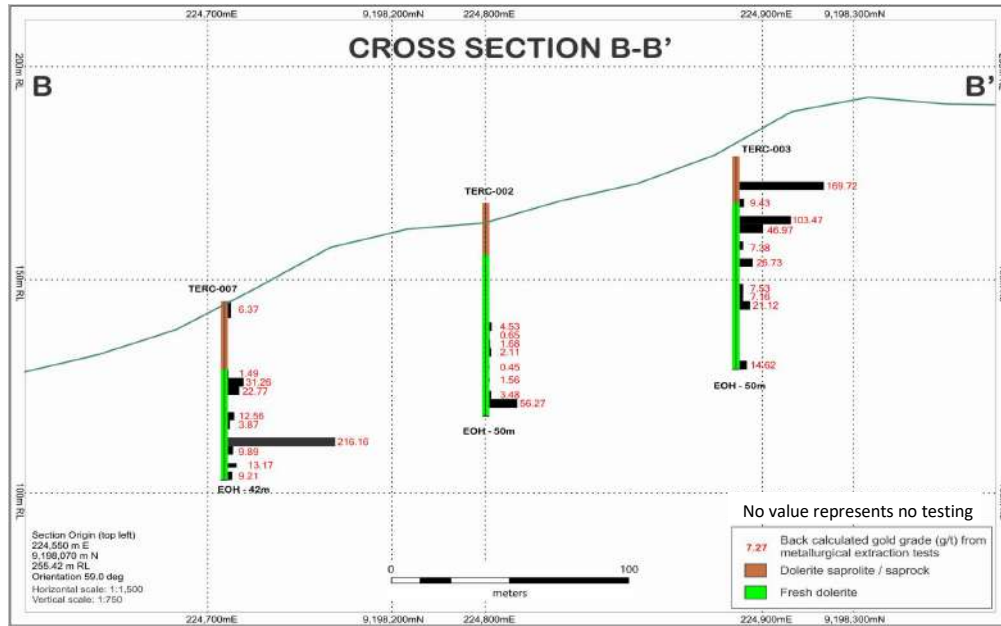 224,700mE
9,198,200mN
224,800mE
224,900mE
9,198,300mN
CROSS SECTION B-B’
200m RL
B
B’
TERC-003
169.72
9.43
103.47
46.97
7.38
26.73
7.53
7.16
21.12
14.62
EOH - 50m
TERC-002
4.53
0.65
1.68
2.11
0.45
1.56
3.48
56.27
EOH - 50m
150m RL
TERC-007
6.37
1.49
31.26
22.77
12.56
3.87
216.16
9.89
13.17
9.21
EOH - 42m
100m RL
No value represents no testing
7.27 Back calculated gold grade (g/t) from
metallurgical extraction tests
Dolerite saprolite / saprock
Fresh dolerite
Section Origin (top left)
224,550 m E
9,198,070 m N
255.42 m RL
Orientation 59.0 deg
Horizontal scale: 1:1,500
Vertical scale: 1:750
0
100
meters
224,700mE
9,198,200mN
224,800mE
224,900mE
9,198,300mN